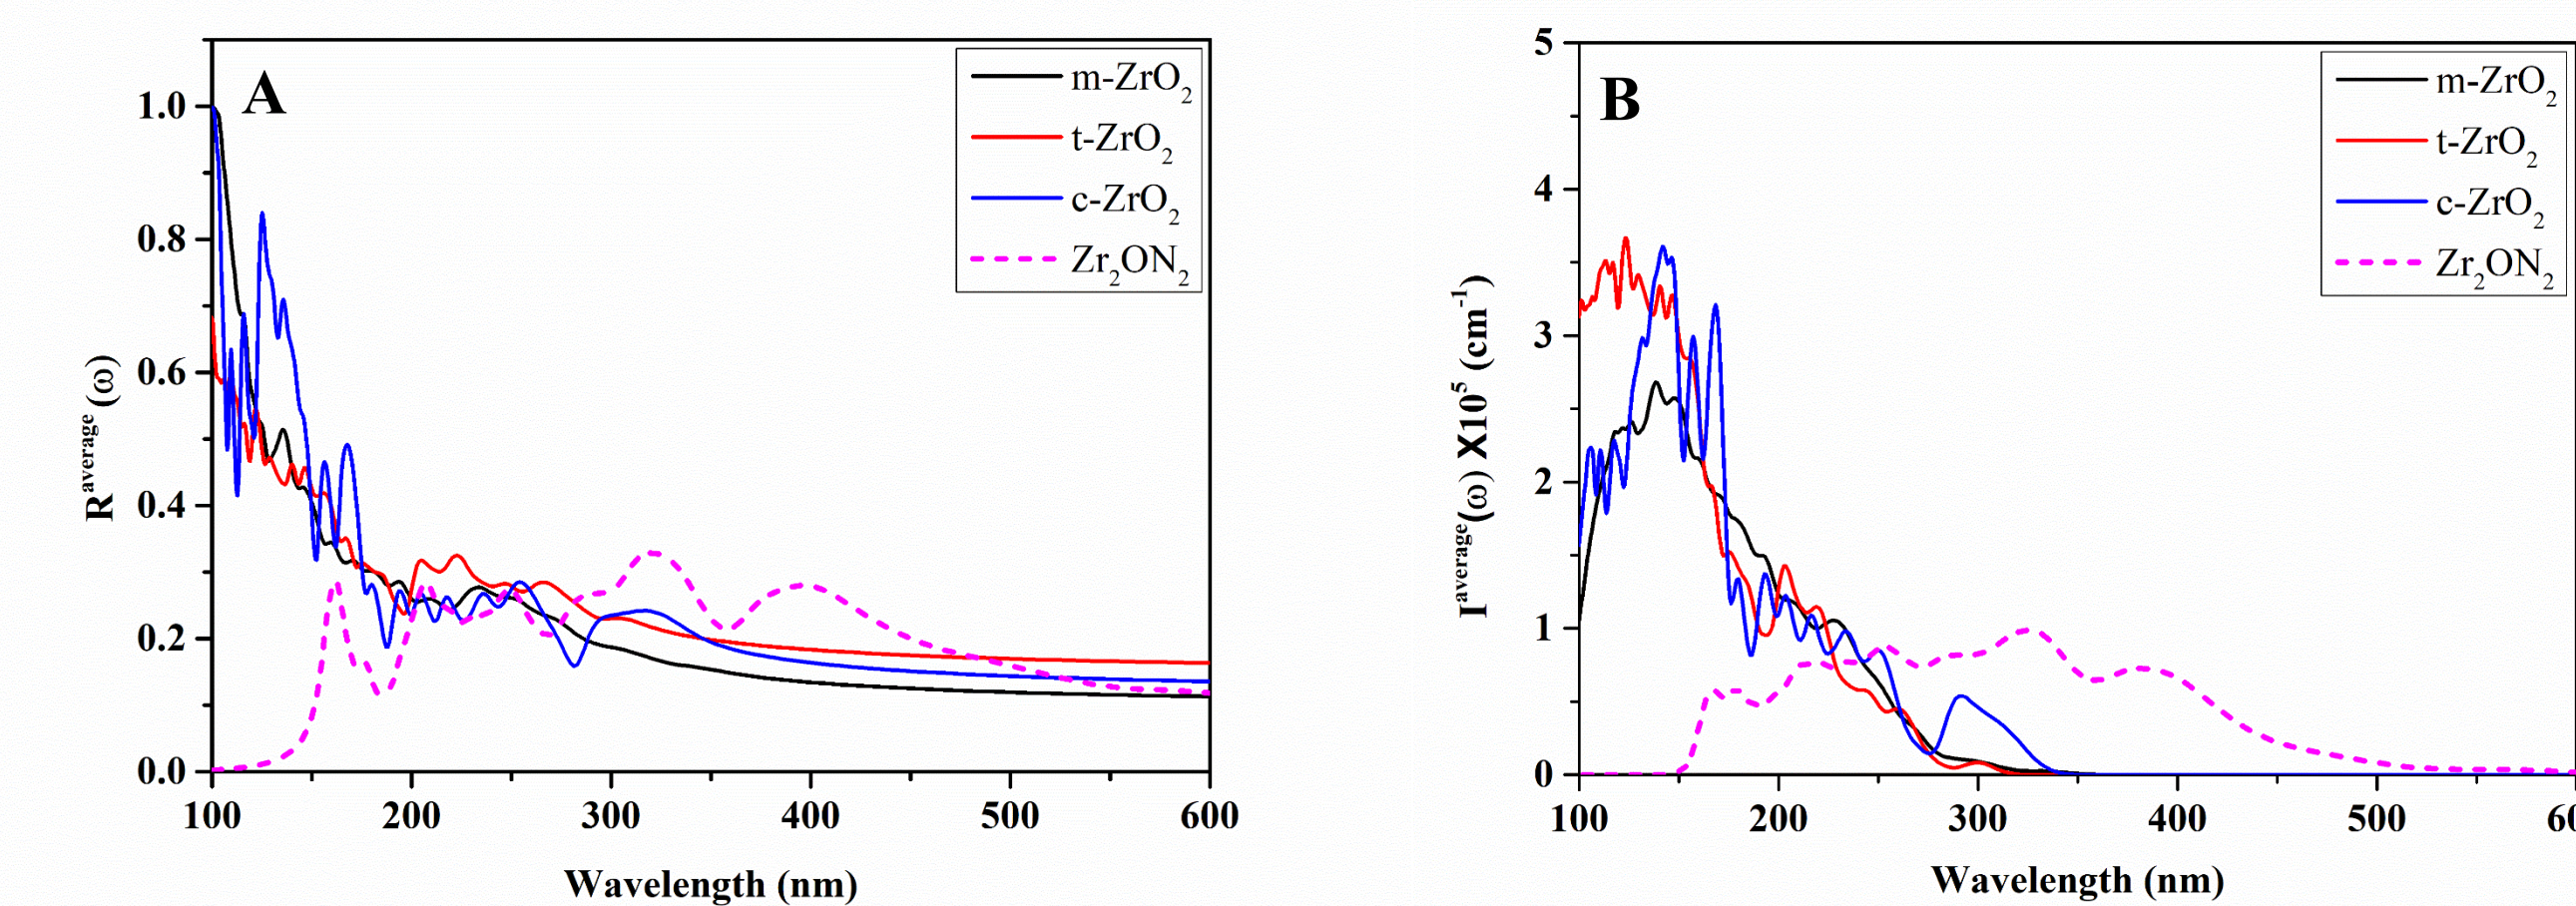 A
m-ZrO₂
t-ZrO₂
c-ZrO₂
Zr₂ON₂
1.0
0.8
0.6
0.4
0.2
0.0
R^average (ω)
100 200 300 400 500 600
Wavelength (nm)
B
m-ZrO₂
t-ZrO₂
c-ZrO₂
Zr₂ON₂
5
4
3
2
1
0
I^average(ω) X10⁵ (cm⁻¹)
100 200 300 400 500
Wavelength (nm)